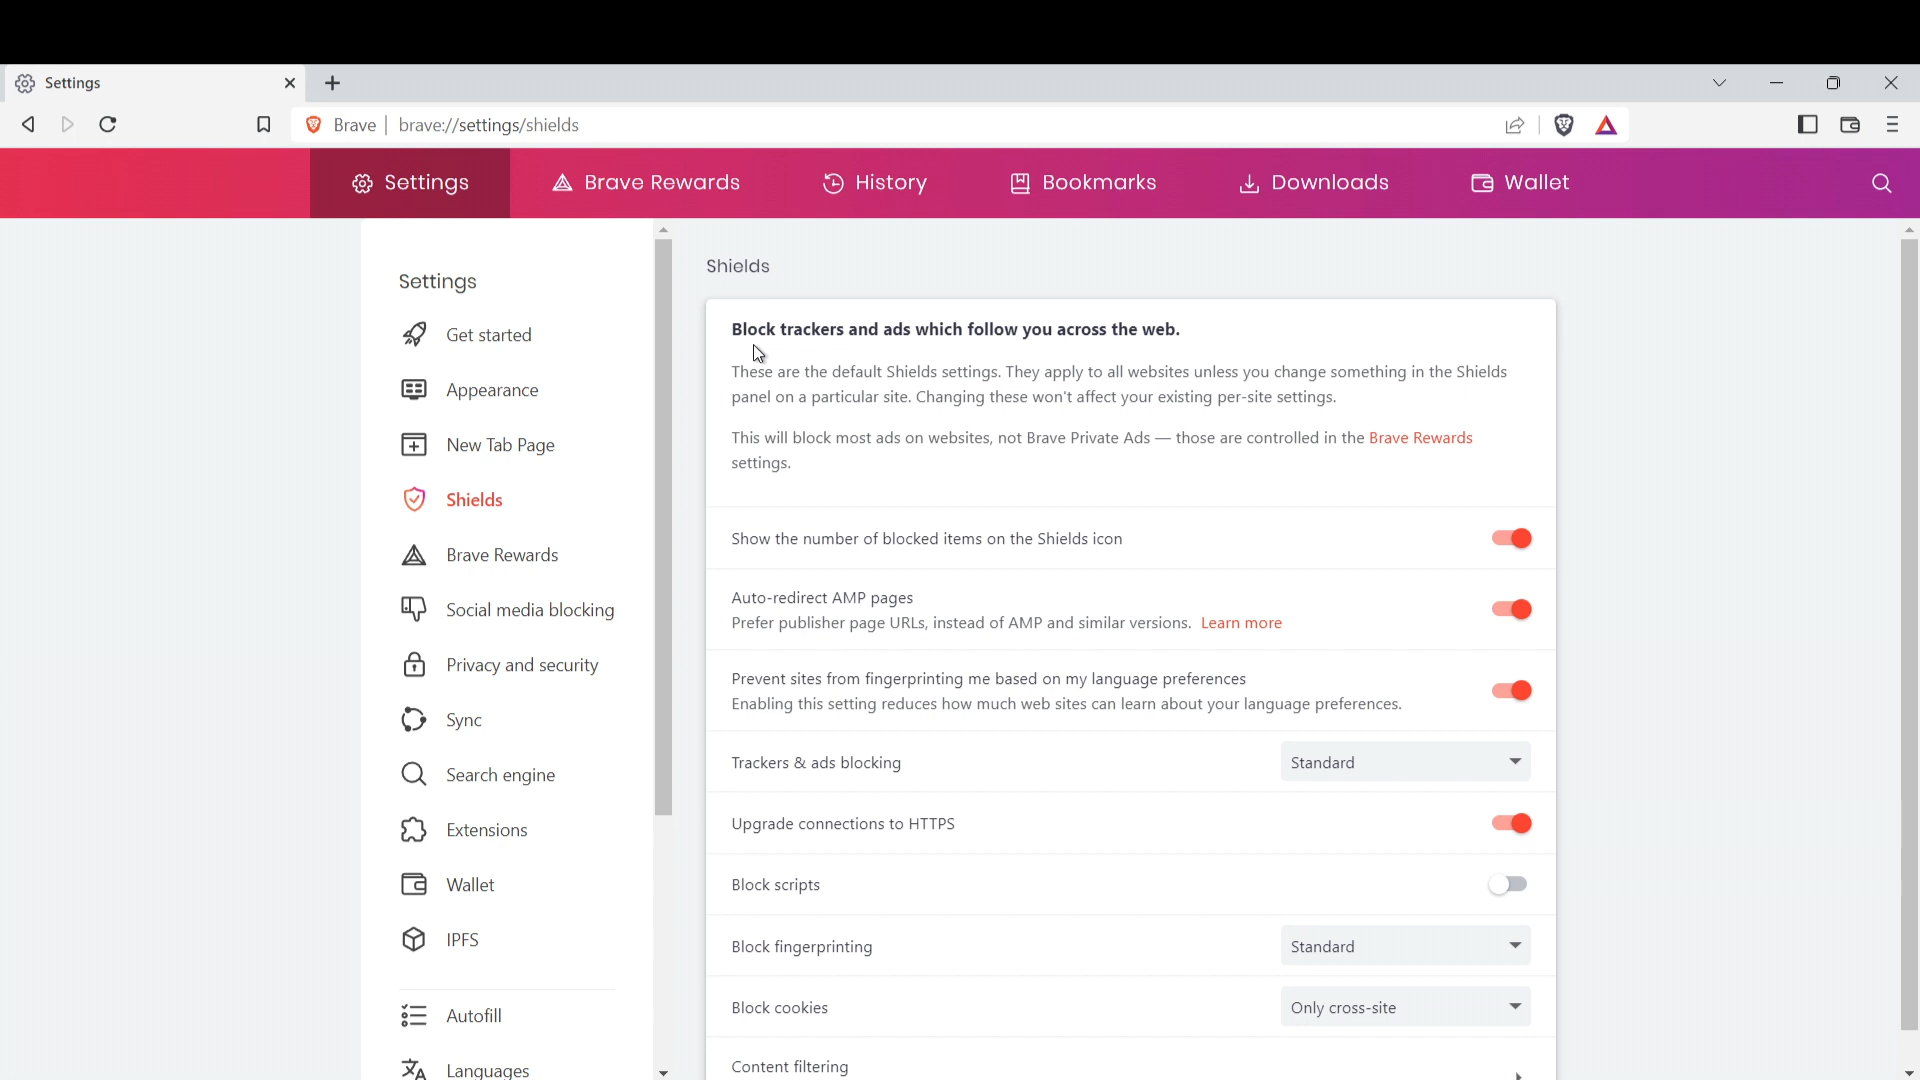 Settings
Brave
brave://settings/shields
Settings
Brave Rewards
History
Bookmarks
Downloads
Wallet
Settings
Get started
Appearance
New Tab Page
Shields
Brave Rewards
Social media blocking
Privacy and security
Sync
Search engine
Extensions
Wallet
IPFS
Autofill
Languages
Shields
Block trackers and ads which follow you across the web.
These are the default Shields settings. They apply to all websites unless you change something in the Shields
panel on a particular site. Changing these won't affect your existing per-site settings.
This will block most ads on websites, not Brave Private Ads — those are controlled in the Brave Rewards
settings.
Show the number of blocked items on the Shields icon
Auto-redirect AMP pages
Prefer publisher page URLs, instead of AMP and similar versions. Learn more
Prevent sites from fingerprinting me based on my language preferences
Enabling this setting reduces how much web sites can learn about your language preferences.
Trackers & ads blocking
Standard
Upgrade connections to HTTPS
Block scripts
Block fingerprinting
Standard
Block cookies
Only cross-site
Content filtering